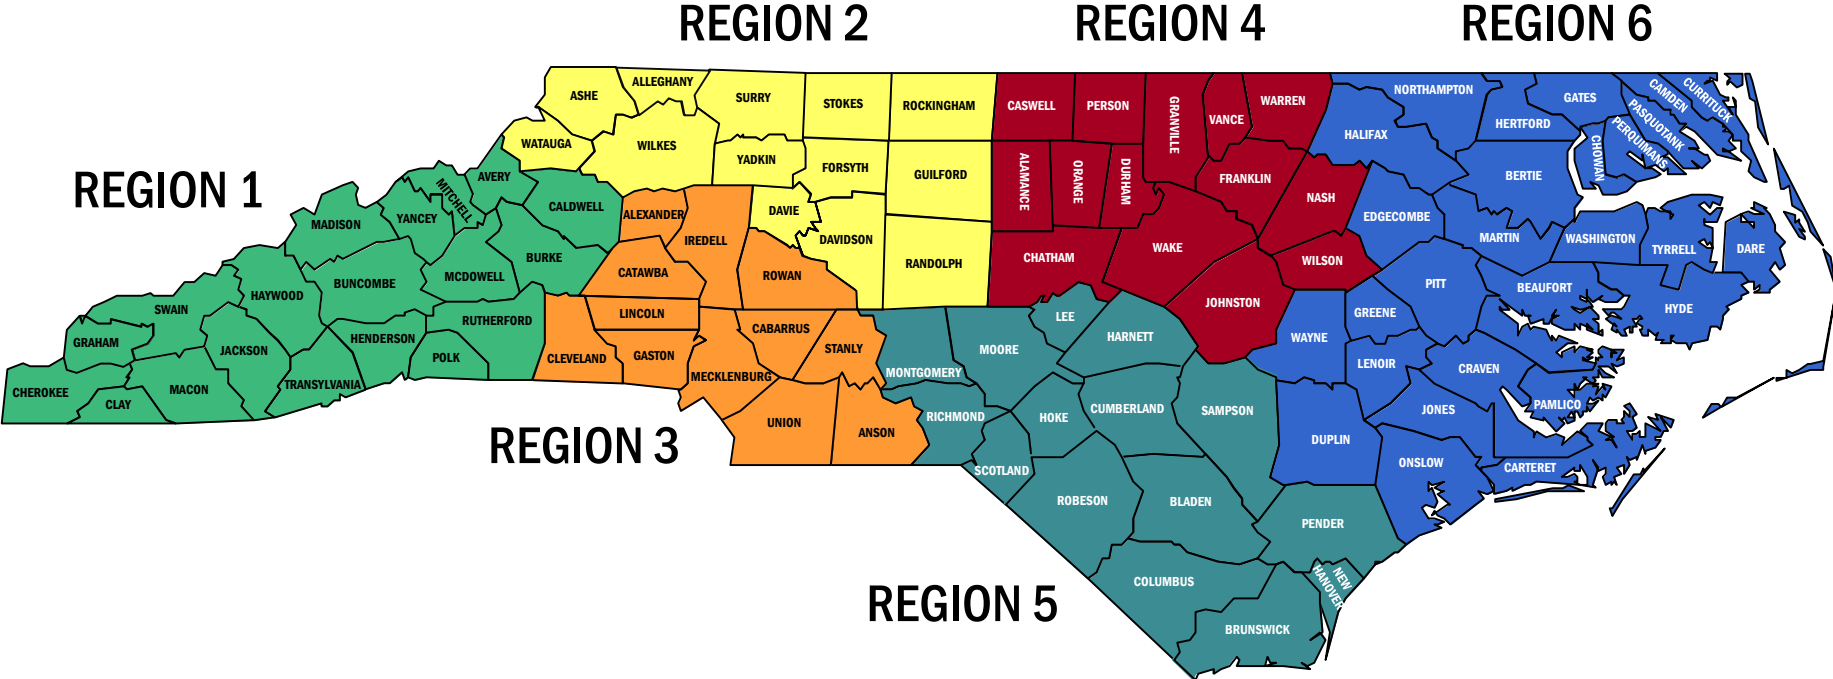 REGION 2
REGION 4
REGION 6
REGION 1
REGION 3
REGION 5
CHEROKEE
GRAHAM
CLAY
SWAIN
MACON
JACKSON
HAYWOOD
TRANSYLVANIA
MADISON
BUNCOMBE
HENDERSON
YANCEY
MITCHELL
AVERY
MCDOWELL
POLK
RUTHERFORD
BURKE
CALDWELL
ASHE
ALLEGHANY
WATAUGA
WILKES
SURRY
YADKIN
STOKES
FORSYTH
DAVIE
DAVIDSON
ROCKINGHAM
GUILFORD
RANDOLPH
ALEXANDER
IREDELL
CATAWBA
ROWAN
LINCOLN
CLEVELAND
GASTON
CABARRUS
STANLY
MECKLENBURG
UNION
ANSON
CASWELL
PERSON
GRANVILLE
VANCE
WARREN
ALAMANCE
ORANGE
DURHAM
FRANKLIN
NASH
CHATHAM
WAKE
WILSON
JOHNSTON
LEE
HARNETT
MOORE
MONTGOMERY
RICHMOND
HOKE
CUMBERLAND
SAMPSON
SCOTLAND
ROBESON
BLADEN
PENDER
COLUMBUS
NEW
HANOVER
BRUNSWICK
NORTHAMPTON
GATES
CAMDEN
CURRITUCK
HALIFAX
HERTFORD
PASQUOTANK
PERQUIMANS
CHOWAN
BERTIE
EDGECOMBE
MARTIN
WASHINGTON
TYRRELL
DARE
PITT
BEAUFORT
HYDE
GREENE
WAYNE
LENOIR
CRAVEN
PAMLICO
JONES
DUPLIN
ONSLOW
CARTERET